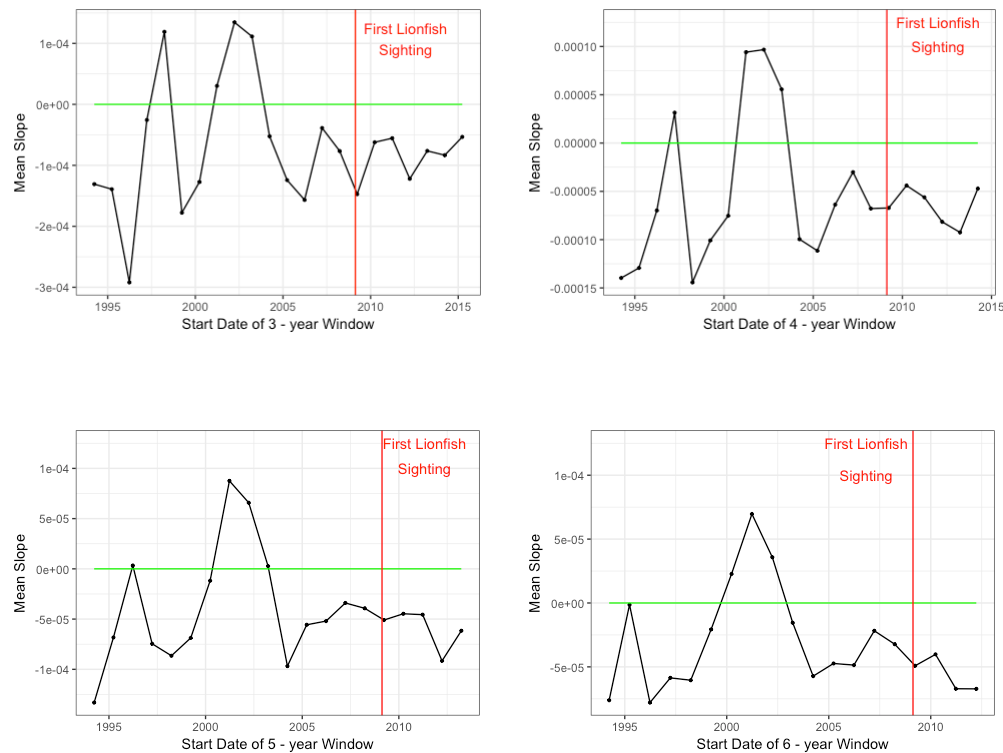 First Lionfish
Sighting
1e-04
0e+00
-1e-04
-2e-04
-3e-04
Mean Slope
1995
2000
2005
2010
2015
Start Date of 3 - year Window
First Lionfish
Sighting
0.00010
0.00005
0.00000
-0.00005
-0.00010
-0.00015
Mean Slope
1995
2000
2005
2010
2015
Start Date of 4 - year Window
First Lionfish
Sighting
1e-04
5e-05
0e+00
-5e-05
-1e-04
Mean Slope
1995
2000
2005
2010
Start Date of 5 - year Window
First Lionfish
Sighting
1e-04
5e-05
0e+00
-5e-05
Mean Slope
1995
2000
2005
2010
Start Date of 6 - year Window